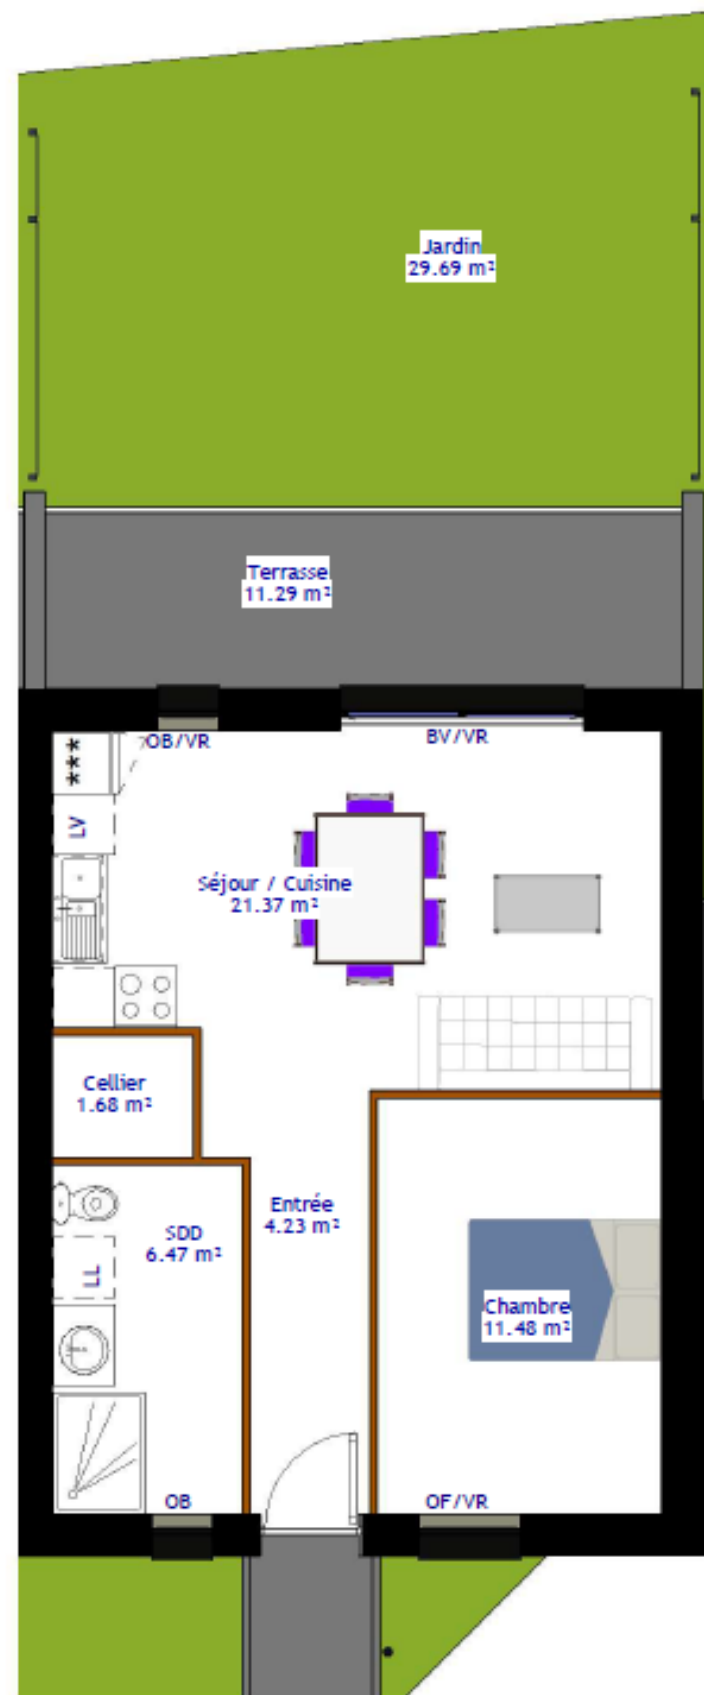 Jardin
29.69 m²
Terrasse
11.29 m²
***
OB/VR
BV/VR
LV
Séjour / Cuisine
21.37 m²
Cellier
1.68 m²
Entrée
4.23 m²
SDD
6.47 m²
LL
Chambre
11.48 m²
OB
OF/VR